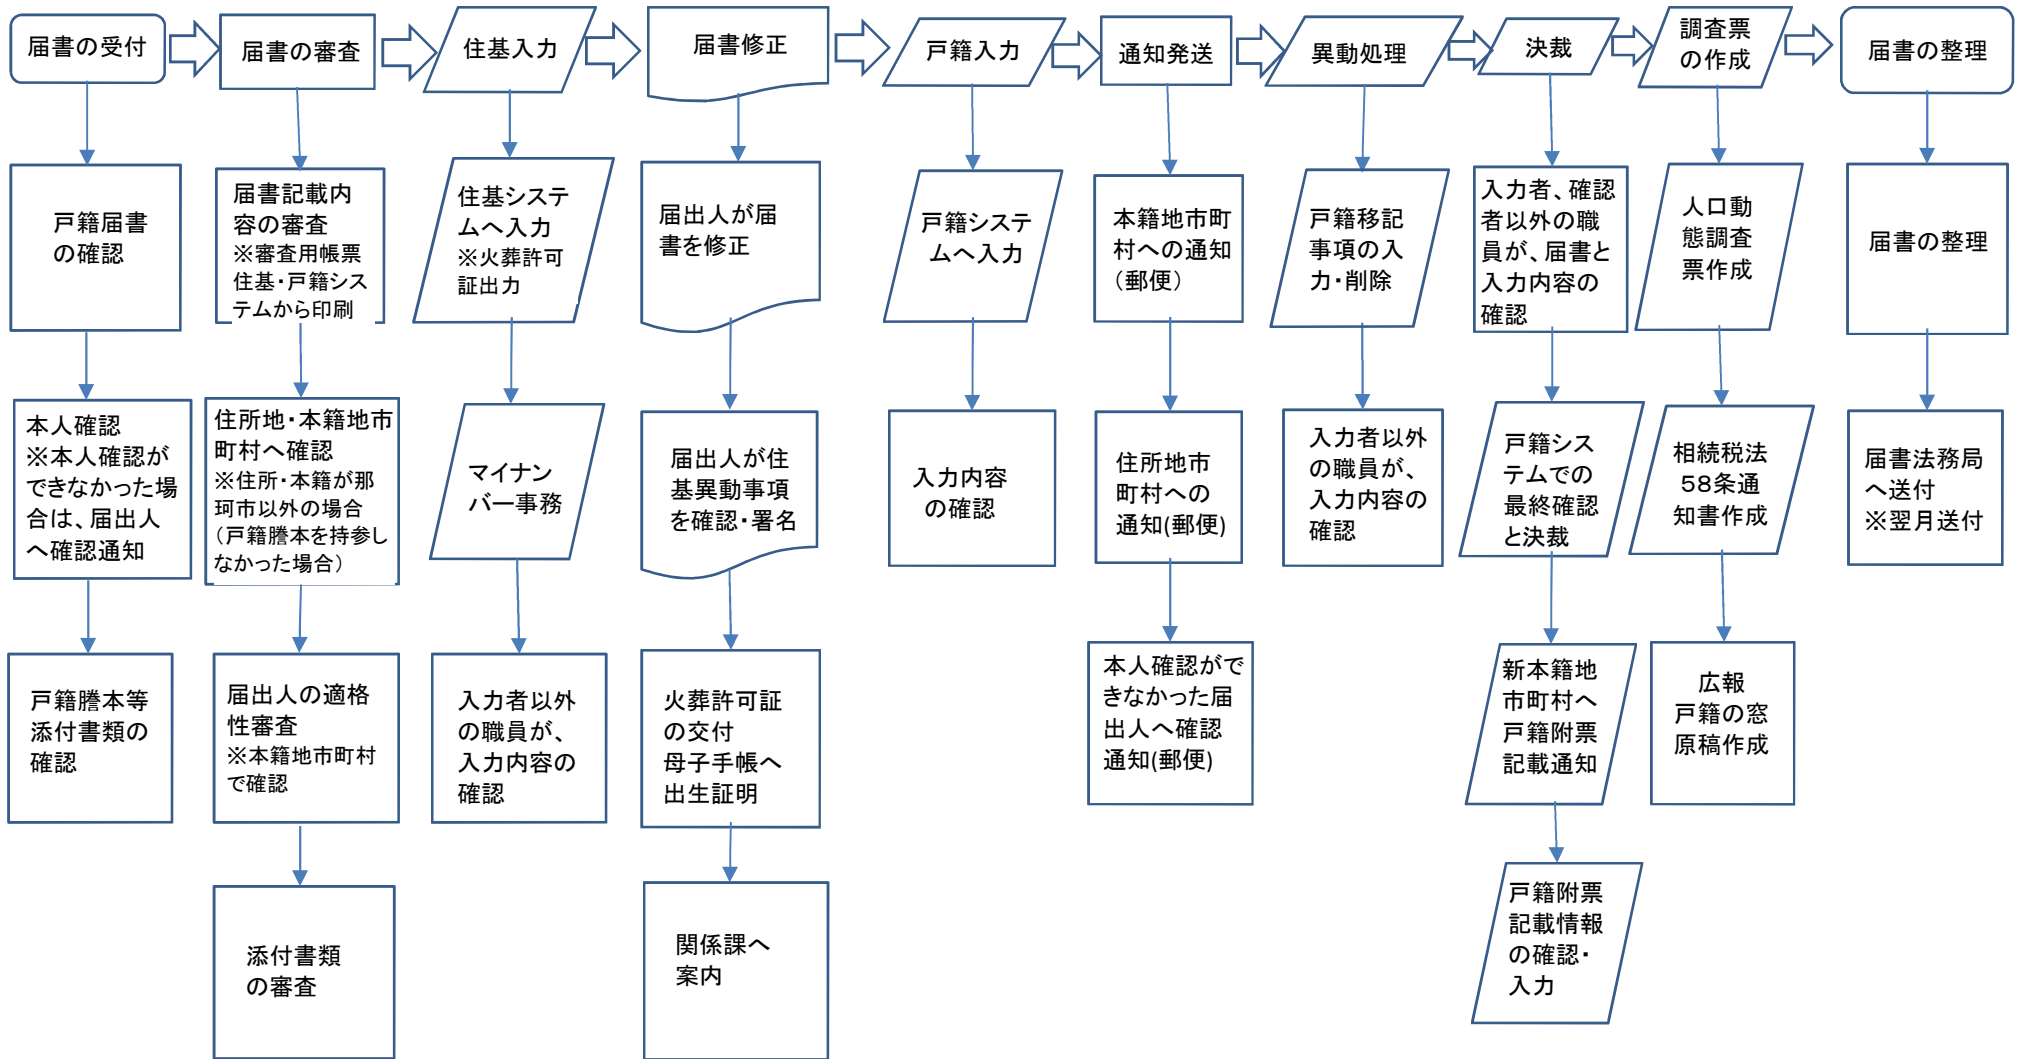 届書の受付
届書の審査
住基入力
届書修正
戸籍入力
通知発送
異動処理
決裁
調査票
の作成
届書の整理
戸籍届書
の確認
本人確認
※本人確認が
できなかった場
合は、届出人
へ確認通知
戸籍謄本等
添付書類の
確認
届書記載内
容の審査
※審査用帳票
住基・戸籍シス
テムから印刷
住所地・本籍地市
町村へ確認
※住所・本籍が那
珂市以外の場合
(戸籍謄本を持参し
なかった場合)
届出人の適格
性審査
※本籍地市町村
で確認
添付書類
の審査
住基システ
ムへ入力
※火葬許可
証出力
マイナン
バー事務
入力者以外
の職員が、
入力内容の
確認
届出人が届
書を修正
届出人が住
基異動事項
を確認・署名
火葬許可証
の交付
母子手帳へ
出生証明
関係課へ
案内
戸籍システ
ムへ入力
入力内容
の確認
本籍地市町
村への通知
(郵便)
住所地市
町村への
通知(郵便)
本人確認がで
きなかった届
出人へ確認
通知(郵便)
戸籍移記
事項の入
力・削除
入力者以外
の職員が、
入力内容の
確認
入力者、確認
者以外の職
員が、届書と
入力内容の
確認
戸籍シス
テムでの
最終確認
と決裁
新本籍地
市町村へ
戸籍附票
記載通知
戸籍附票
記載情報
の確認・
入力
人口動
態調査
票作成
相続税法
58条通
知書作成
広報
戸籍の窓
原稿作成
届書の整理
届書法務局
へ送付
※翌月送付